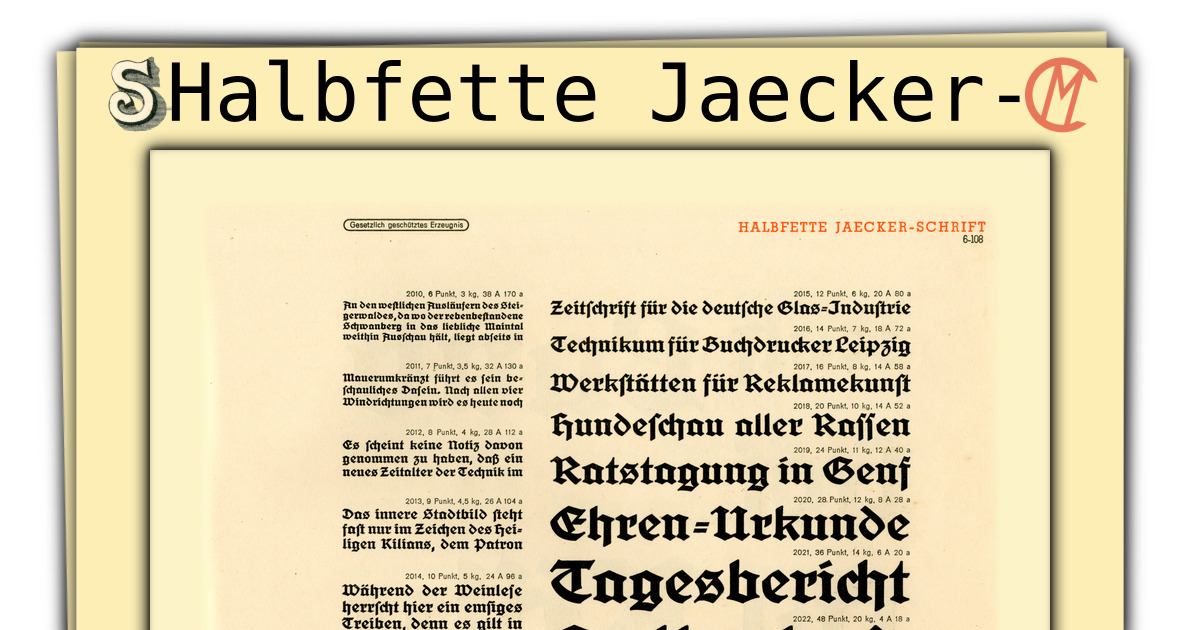 SHalbfette Jaecker-
Gesetzlich geschütztes Erzeugnis
HALBFETTE JAECKER-SCHRIFT
6-108
2010, 6 Punkt, 3 kg, 38 A 170 a
An den westlichen Ausläufern des Stei-
gerwaldes, da wo der rebenbestandene
Schwanberg in das liebliche Maintal
weithin Ausschau hält, liegt abseits in
2011, 7 Punkt, 3,5 kg, 32 A 130 a
Mauerumkränzt führt es sein be-
schauliches Dasein. Nach allen vier
Windrichtungen wird es heute noch
2012, 8 Punkt, 4 kg, 28 A 112 a
Es scheint keine Notiz davon
genommen zu haben, daß ein
neues Zeitalter der Technik im
2013, 9 Punkt, 4,5 kg, 26 A 104 a
Das innere Stadtbild steht
fast nur im Zeichen des Hei-
ligen Kilians, dem Patron
2014, 10 Punkt, 5 kg, 24 A 96 a
Während der Weinlese
herrscht hier ein emsiges
Treiben, denn es gilt in
2015, 12 Punkt, 6 kg, 20 A 80 a
Zeitschrift für die deutsche Glas-Industrie
2016, 14 Punkt, 7 kg, 18 A 72 a
Technikum für Buchdrucker Leipzig
2017, 16 Punkt, 8 kg, 14 A 58 a
Werkstätten für Reklamekunst
2018, 20 Punkt, 10 kg, 14 A 52 a
Hundeschau aller Rassen
2019, 24 Punkt, 11 kg, 12 A 40 a
Ratstagung in Genf
2020, 28 Punkt, 12 kg, 8 A 28 a
Ehren-Urkunde
2021, 36 Punkt, 14 kg, 6 A 20 a
Tagesbericht
2022, 48 Punkt, 20 kg, 4 A 18 a